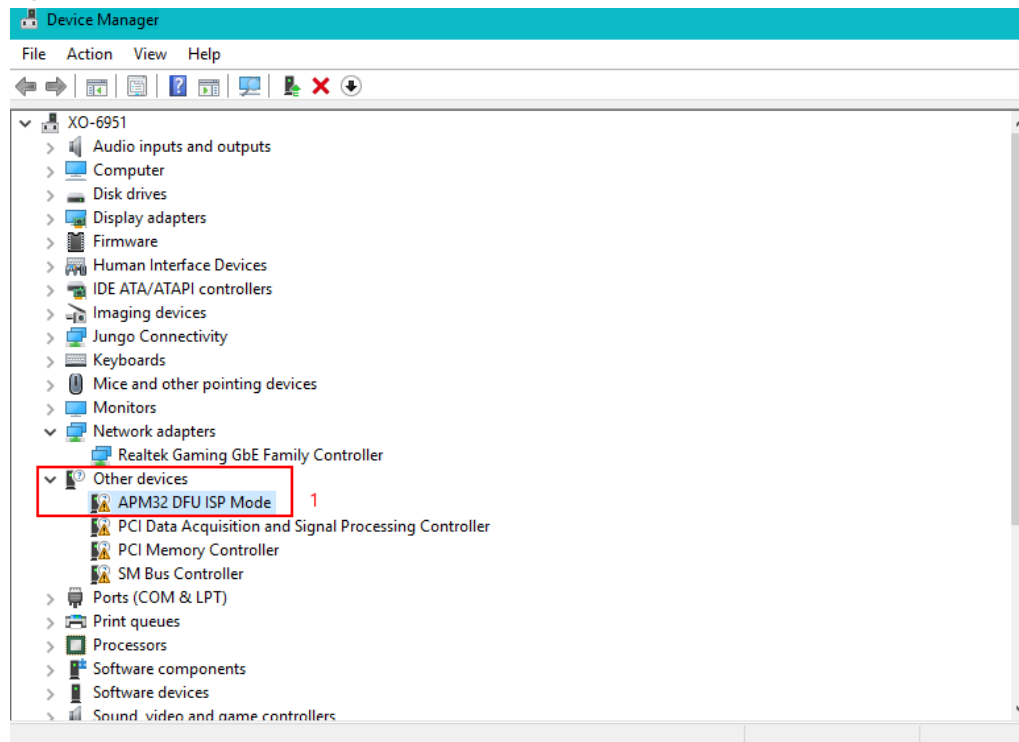 Device Manager
File Action View Help
XO-6951
Audio inputs and outputs
Computer
Disk drives
Display adapters
Firmware
Human Interface Devices
IDE ATA/ATAPI controllers
Imaging devices
Jungo Connectivity
Keyboards
Mice and other pointing devices
Monitors
Network adapters
Realtek Gaming GbE Family Controller
Other devices
APM32 DFU ISP Mode 1
PCI Data Acquisition and Signal Processing Controller
PCI Memory Controller
SM Bus Controller
Ports (COM & LPT)
Print queues
Processors
Software components
Software devices
Sound, video and game controllers